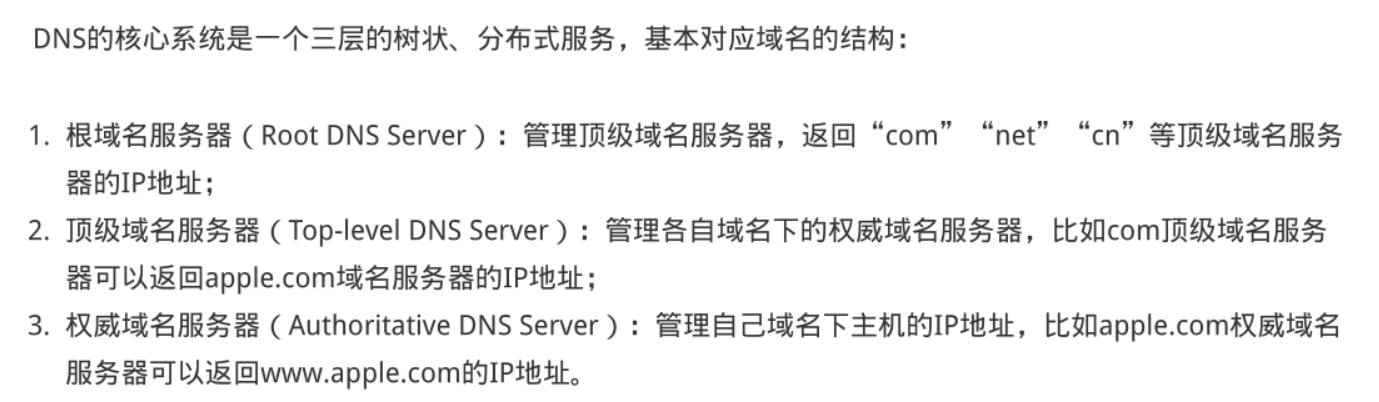 DNS的核心系统是一个三层的树状、分布式服务，基本对应域名的结构：
1. 根域名服务器（Root DNS Server）：管理顶级域名服务器，返回“com”“net”“cn”等顶级域名服务
器的IP地址；
2. 顶级域名服务器（Top-level DNS Server）：管理各自域名下的权威域名服务器，比如com顶级域名服务
器可以返回apple.com域名服务器的IP地址；
3. 权威域名服务器（Authoritative DNS Server）：管理自己域名下主机的IP地址，比如apple.com权威域名
服务器可以返回www.apple.com的IP地址。